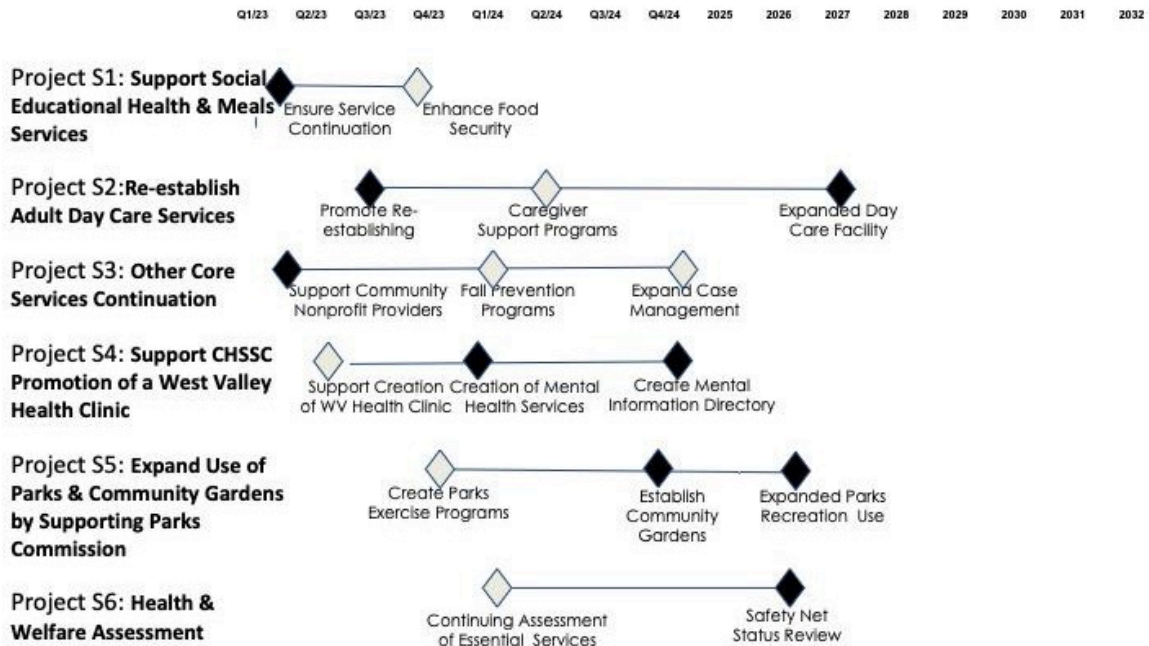 Q1/23 Q2/23 Q3/23 Q4/23 Q1/24 Q2/24 Q3/24 Q4/24 2025 2026 2027 2028 2029 2030 2031 2032
Project S1: Support Social
Educational Health & Meals
Services
Ensure Service
Continuation
Enhance Food
Security
Project S2:Re-establish
Adult Day Care Services
Promote Re-
establishing
Caregiver
Support Programs
Expanded Day
Care Facility
Project S3: Other Core
Services Continuation
Support Community
Nonprofit Providers
Fall Prevention
Programs
Expand Case
Management
Project S4: Support CHSSC
Promotion of a West Valley
Health Clinic
Support Creation
of WV Health Clinic
Creation of Mental
Health Services
Create Mental
Information Directory
Project S5: Expand Use of
Parks & Community Gardens
by Supporting Parks
Commission
Create Parks
Exercise Programs
Establish
Community
Gardens
Expanded Parks
Recreation Use
Project S6: Health &
Welfare Assessment
Continuing Assessment
of Essential Services
Safety Net
Status Review